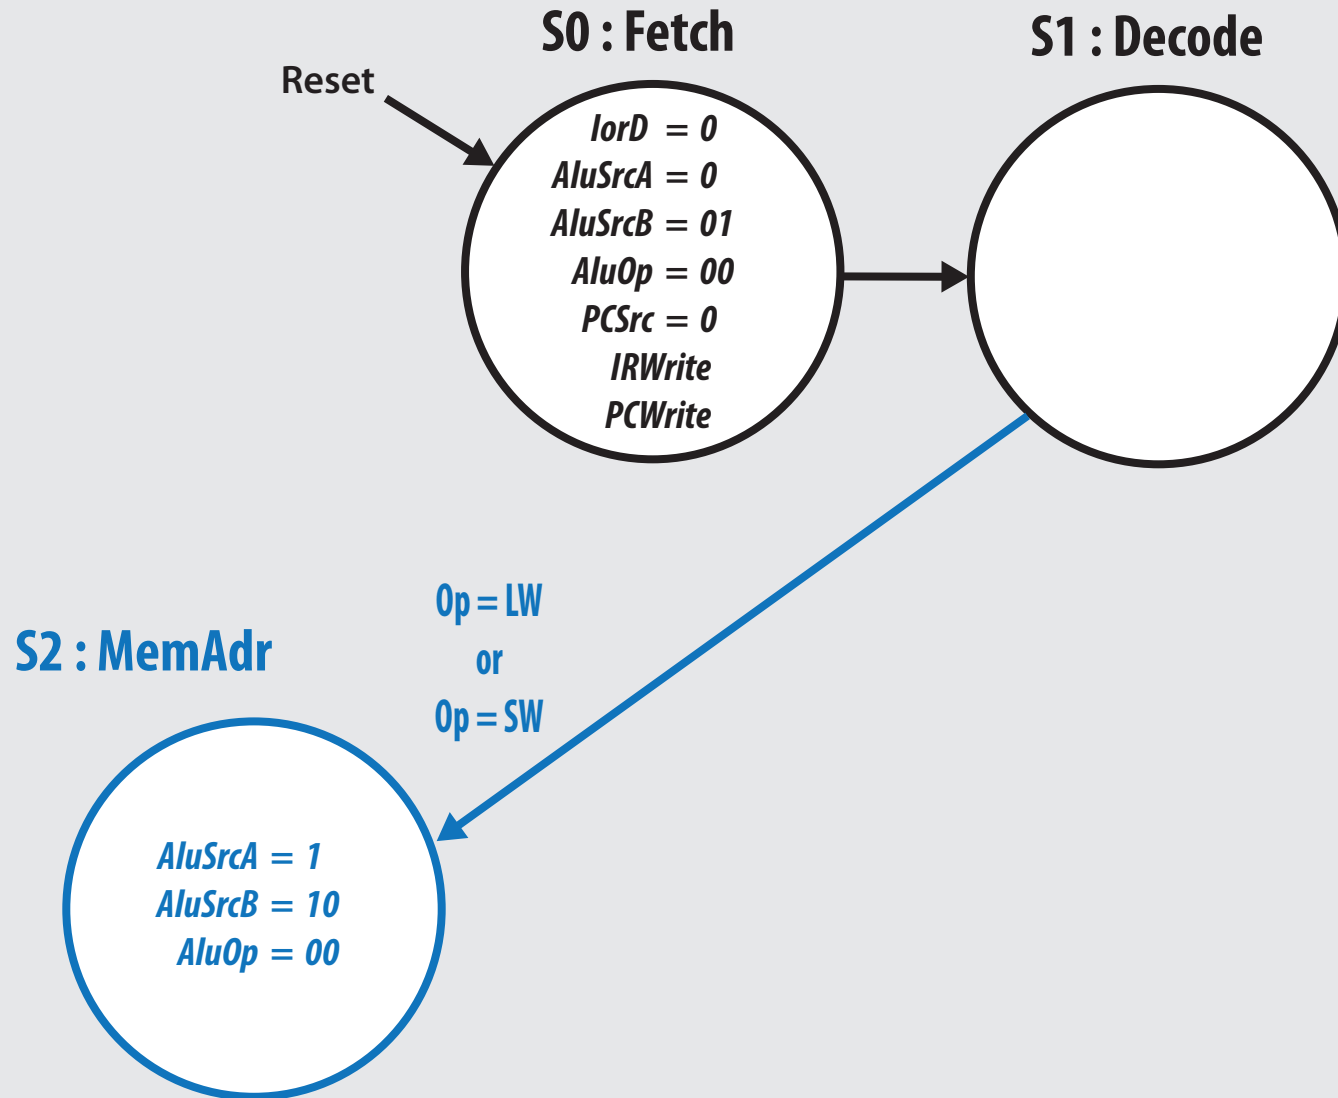 S0 : Fetch
S1 : Decode
Reset
IorD = 0
AluSrcA = 0
AluSrcB = 01
AluOp = 00
PCSrc = 0
IRWrite
PCWrite
Op = LW
or
Op = SW
S2 : MemAdr
AluSrcA = 1
AluSrcB = 10
AluOp = 00